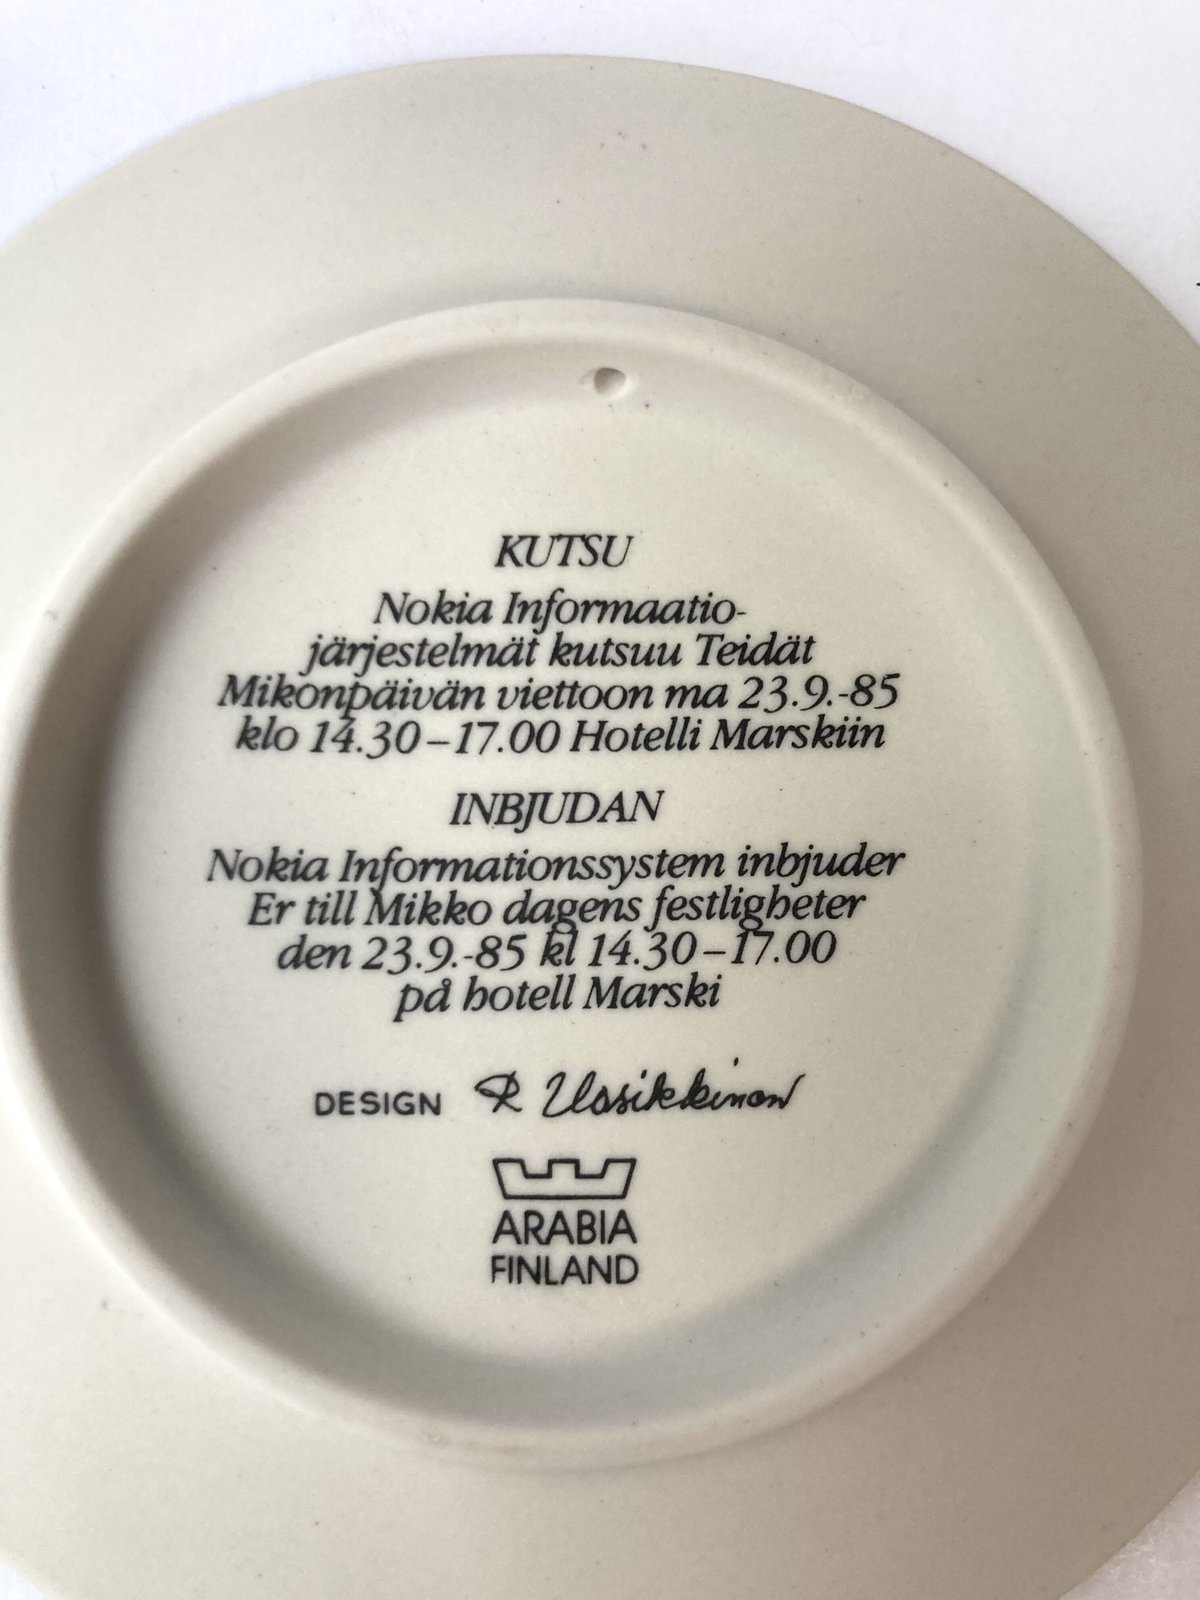 KUTSU
Nokia Informaatio-
järjestelmät kutsuu Teidät
Mikonpäivän viettoon ma 23.9.-85
klo 14.30–17.00 Hotelli Marskiin
INBJUDAN
Nokia Informationssystem inbjuder
Er till Mikko dagens festligheter
den 23.9.-85 kl 14.30–17.00
på hotell Marski
DESIGN R Uosikkinen
ARABIA
FINLAND